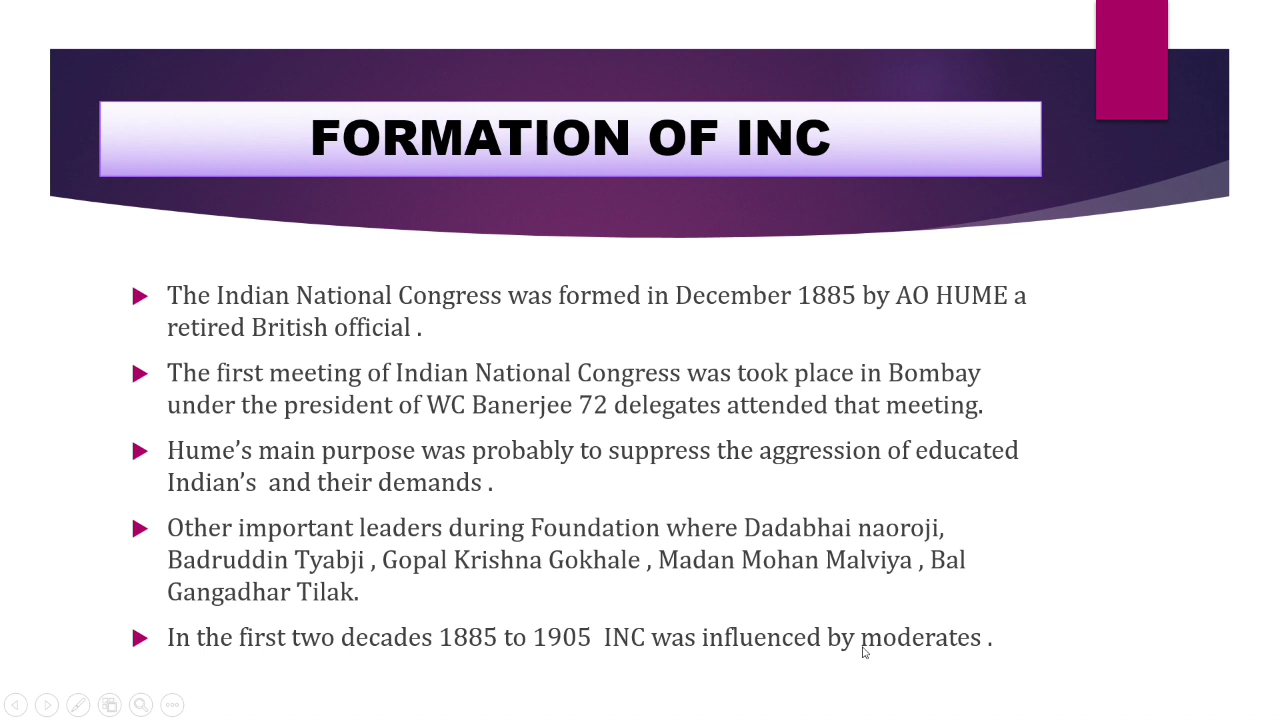 FORMATION OF INC
The Indian National Congress was formed in December 1885 by AO HUME a
retired British official .
The first meeting of Indian National Congress was took place in Bombay
under the president of WC Banerjee 72 delegates attended that meeting.
Hume’s main purpose was probably to suppress the aggression of educated
Indian’s  and their demands .
Other important leaders during Foundation where Dadabhai naoroji,
Badruddin Tyabji , Gopal Krishna Gokhale , Madan Mohan Malviya , Bal
Gangadhar Tilak.
In the first two decades 1885 to 1905  INC was influenced by moderates .